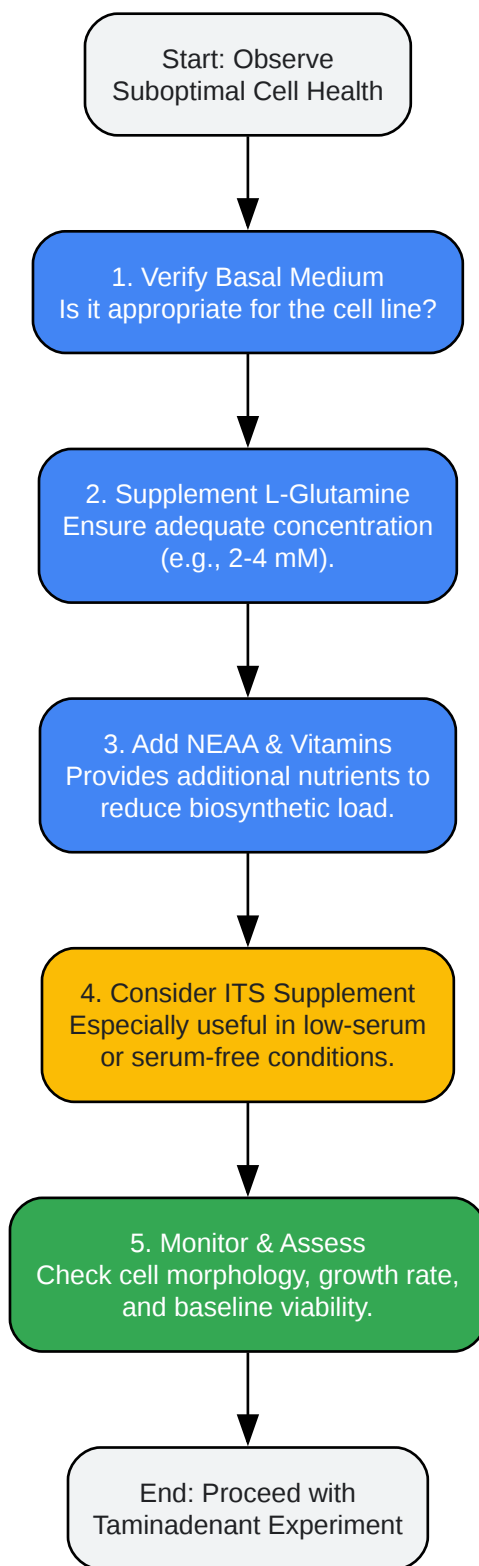 Start: Observe
Suboptimal Cell Health
1. Verify Basal Medium
Is it appropriate for the cell line?
2. Supplement L-Glutamine
Ensure adequate concentration
(e.g., 2-4 mM).
3. Add NEAA & Vitamins
Provides additional nutrients to
reduce biosynthetic load.
4. Consider ITS Supplement
Especially useful in low-serum
or serum-free conditions.
5. Monitor & Assess
Check cell morphology, growth rate,
and baseline viability.
End: Proceed with
Taminadenant Experiment